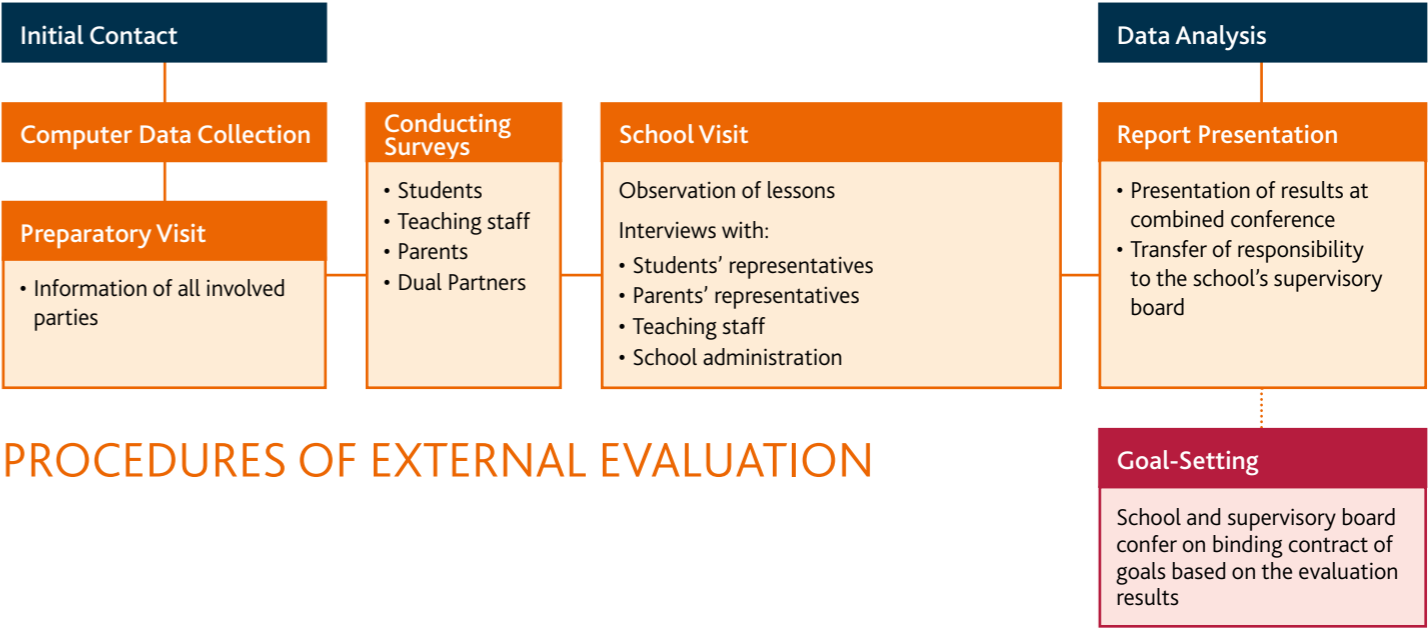 Initial Contact
Computer Data Collection
Preparatory Visit
• Information of all involved
parties
Conducting
Surveys
• Students
• Teaching staff
• Parents
• Dual Partners
School Visit
Observation of lessons
Interviews with:
• Students’ representatives
• Parents’ representatives
• Teaching staff
• School administration
Data Analysis
Report Presentation
• Presentation of results at
combined conference
• Transfer of responsibility
to the school’s supervisory
board
Goal-Setting
School and supervisory board
confer on binding contract of
goals based on the evaluation
results
PROCEDURES OF EXTERNAL EVALUATION